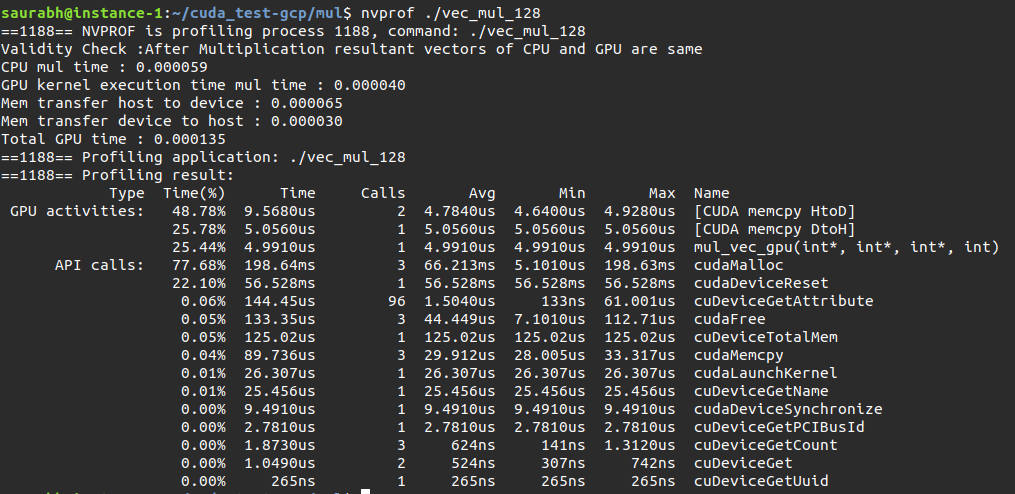 saurabh@instance-1:~/cuda_test-gcp/mul$ nvprof ./vec_mul_128
==1188== NVPROF is profiling process 1188, command: ./vec_mul_128
Validity Check :After Multiplication resultant vectors of CPU and GPU are same
CPU mul time : 0.000059
GPU kernel execution time mul time : 0.000040
Mem transfer host to device : 0.000065
Mem transfer device to host : 0.000030
Total GPU time : 0.000135
==1188== Profiling application: ./vec_mul_128
==1188== Profiling result:
            Type  Time(%)      Time     Calls       Avg       Min       Max  Name
 GPU activities:   48.78%  9.5680us         2  4.7840us  4.6400us  4.9280us  [CUDA memcpy HtoD]
                   25.78%  5.0560us         1  5.0560us  5.0560us  5.0560us  [CUDA memcpy DtoH]
                   25.44%  4.9910us         1  4.9910us  4.9910us  4.9910us  mul_vec_gpu(int*, int*, int*, int)
      API calls:   77.68%  198.64ms         3  66.213ms  5.1010us  198.63ms  cudaMalloc
                   22.10%  56.528ms         1  56.528ms  56.528ms  56.528ms  cudaDeviceReset
                    0.06%  144.45us        96  1.5040us     133ns  61.001us  cuDeviceGetAttribute
                    0.05%  133.35us         3  44.449us  7.1010us  112.71us  cudaFree
                    0.05%  125.02us         1  125.02us  125.02us  125.02us  cuDeviceTotalMem
                    0.04%  89.736us         3  29.912us  28.005us  33.317us  cudaMemcpy
                    0.01%  26.307us         1  26.307us  26.307us  26.307us  cudaLaunchKernel
                    0.01%  25.456us         1  25.456us  25.456us  25.456us  cuDeviceGetName
                    0.00%  9.4910us         1  9.4910us  9.4910us  9.4910us  cudaDeviceSynchronize
                    0.00%  2.7810us         1  2.7810us  2.7810us  2.7810us  cuDeviceGetPCIBusId
                    0.00%  1.8730us         3     624ns     141ns  1.3120us  cuDeviceGetCount
                    0.00%  1.0490us         2     524ns     307ns     742ns  cuDeviceGet
                    0.00%     265ns         1     265ns     265ns     265ns  cuDeviceGetUuid